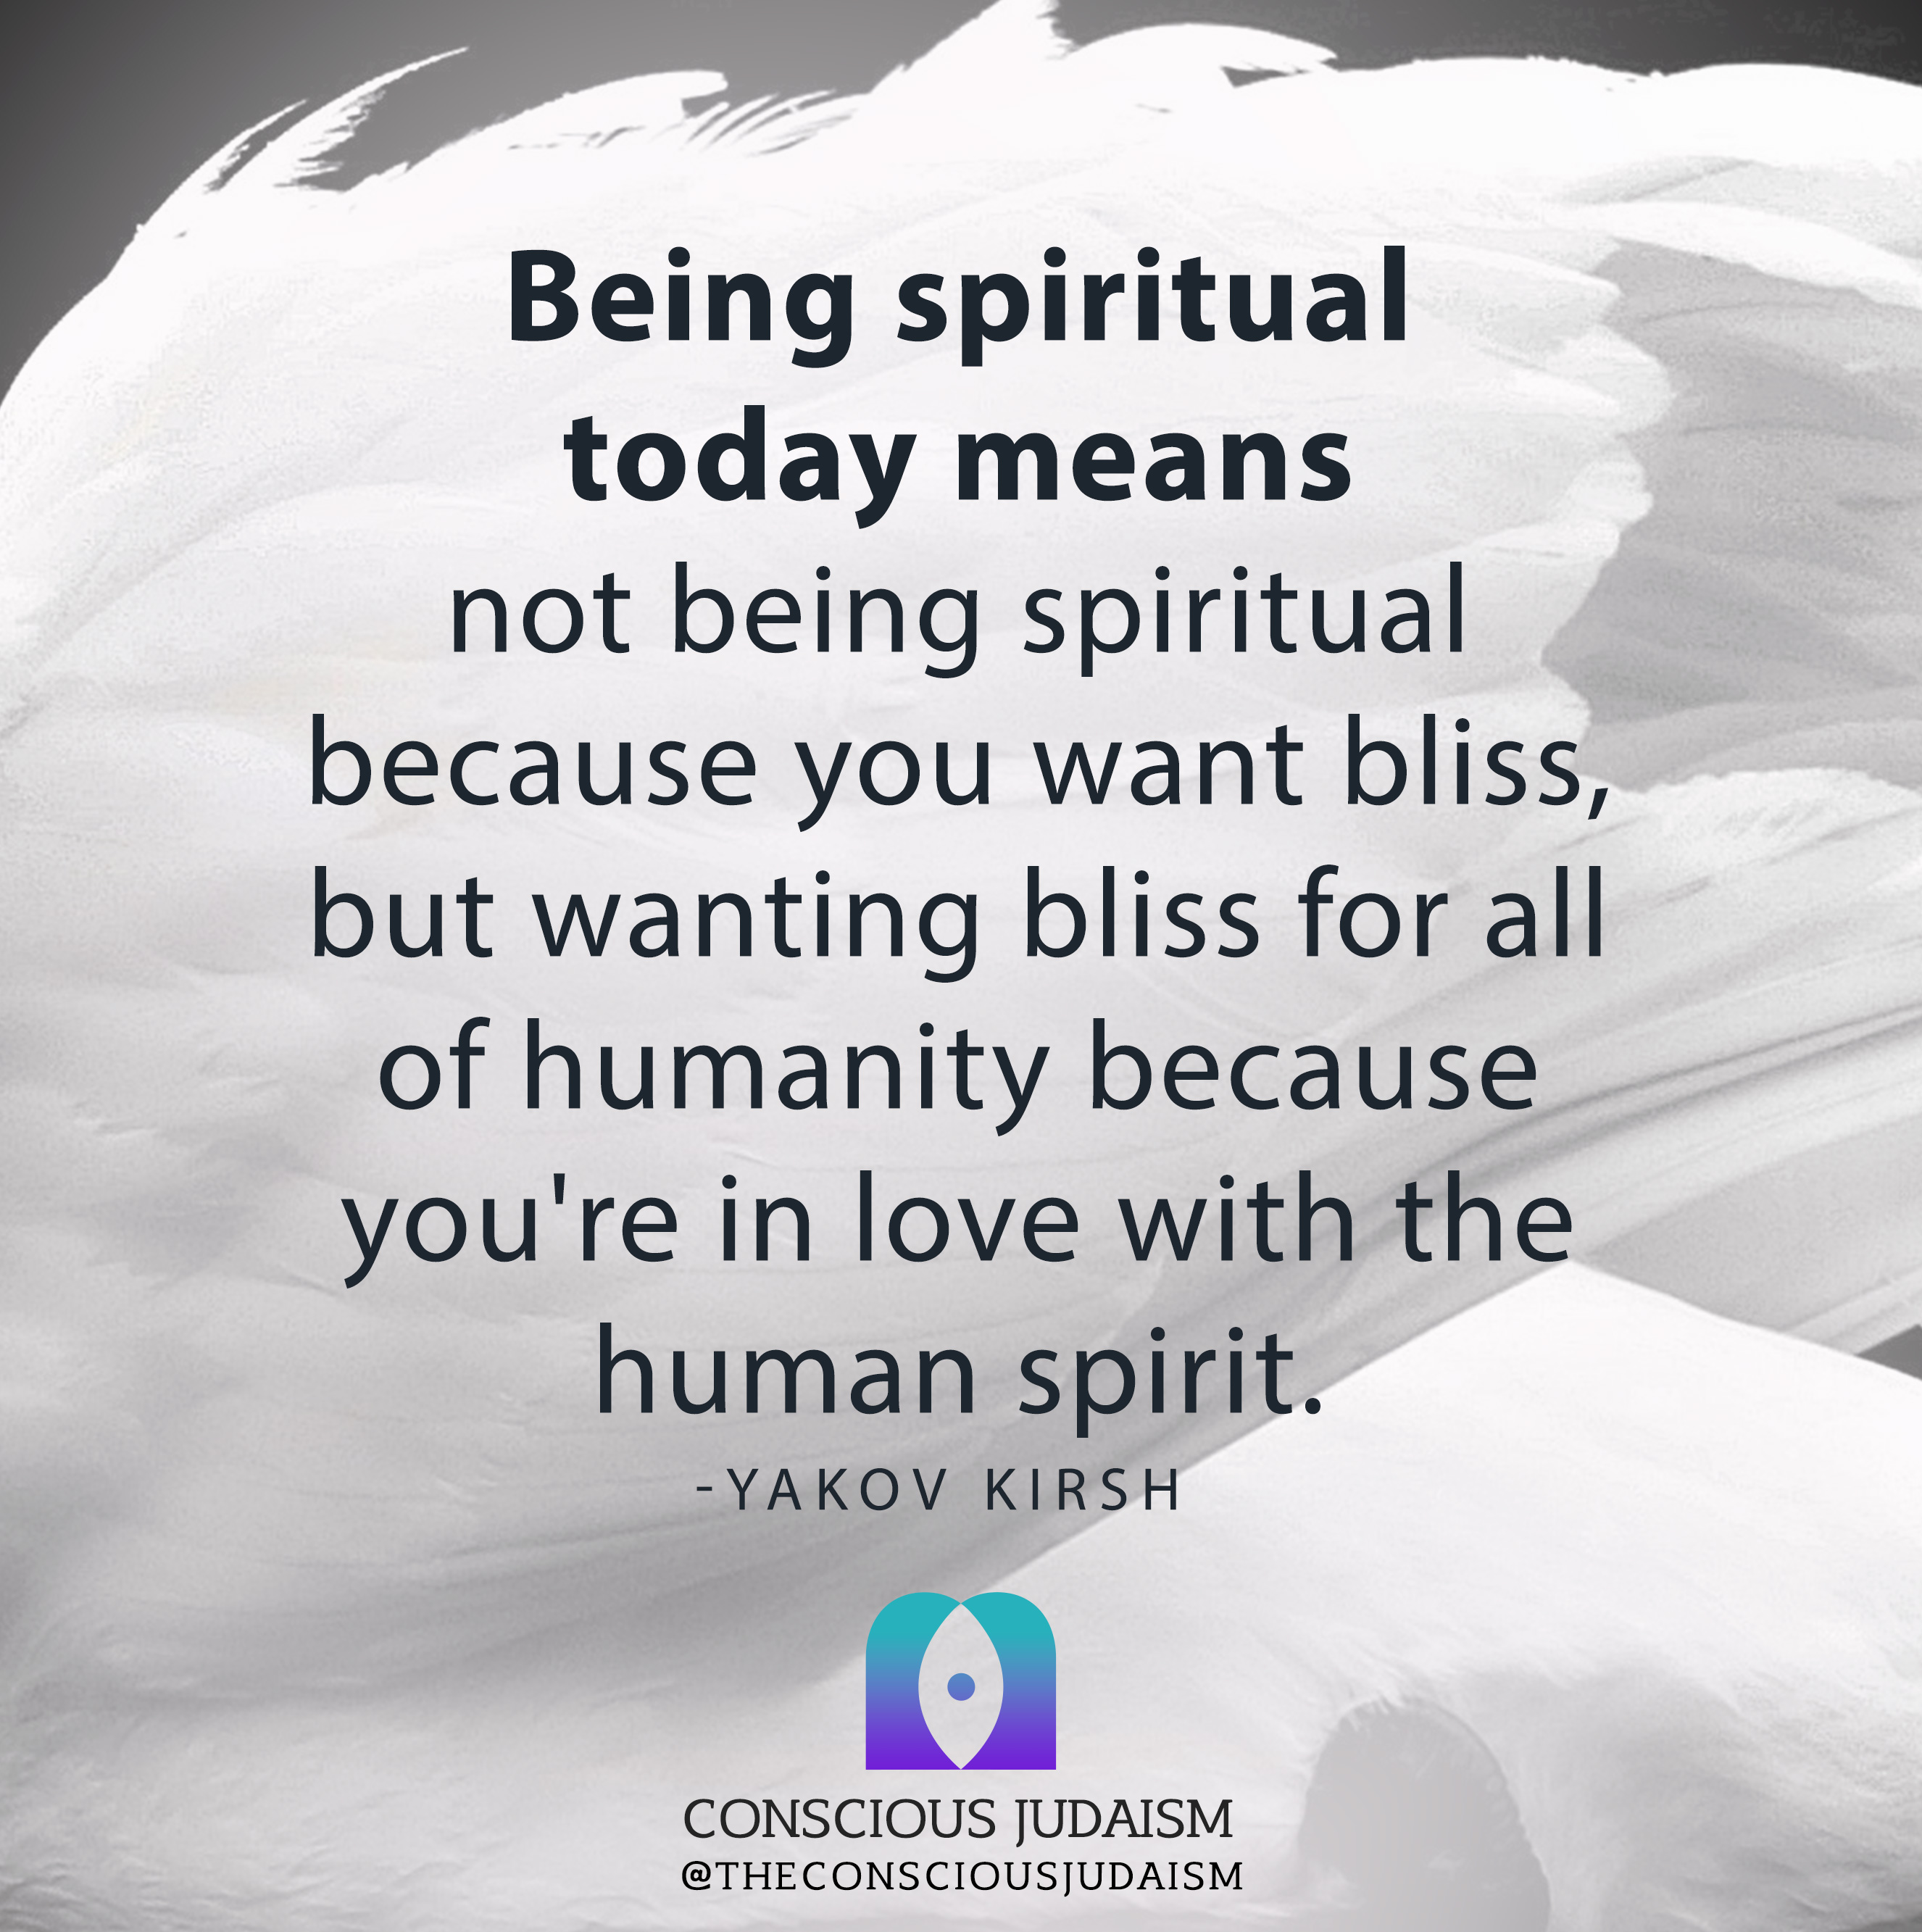 Being spiritual
today means
not being spiritual
because you want bliss,
but wanting bliss for all
of humanity because
you're in love with the
human spirit.
-YAKOV KIRSH
CONSCIOUS JUDAISM
@THECONSCIOUSJUDAISM